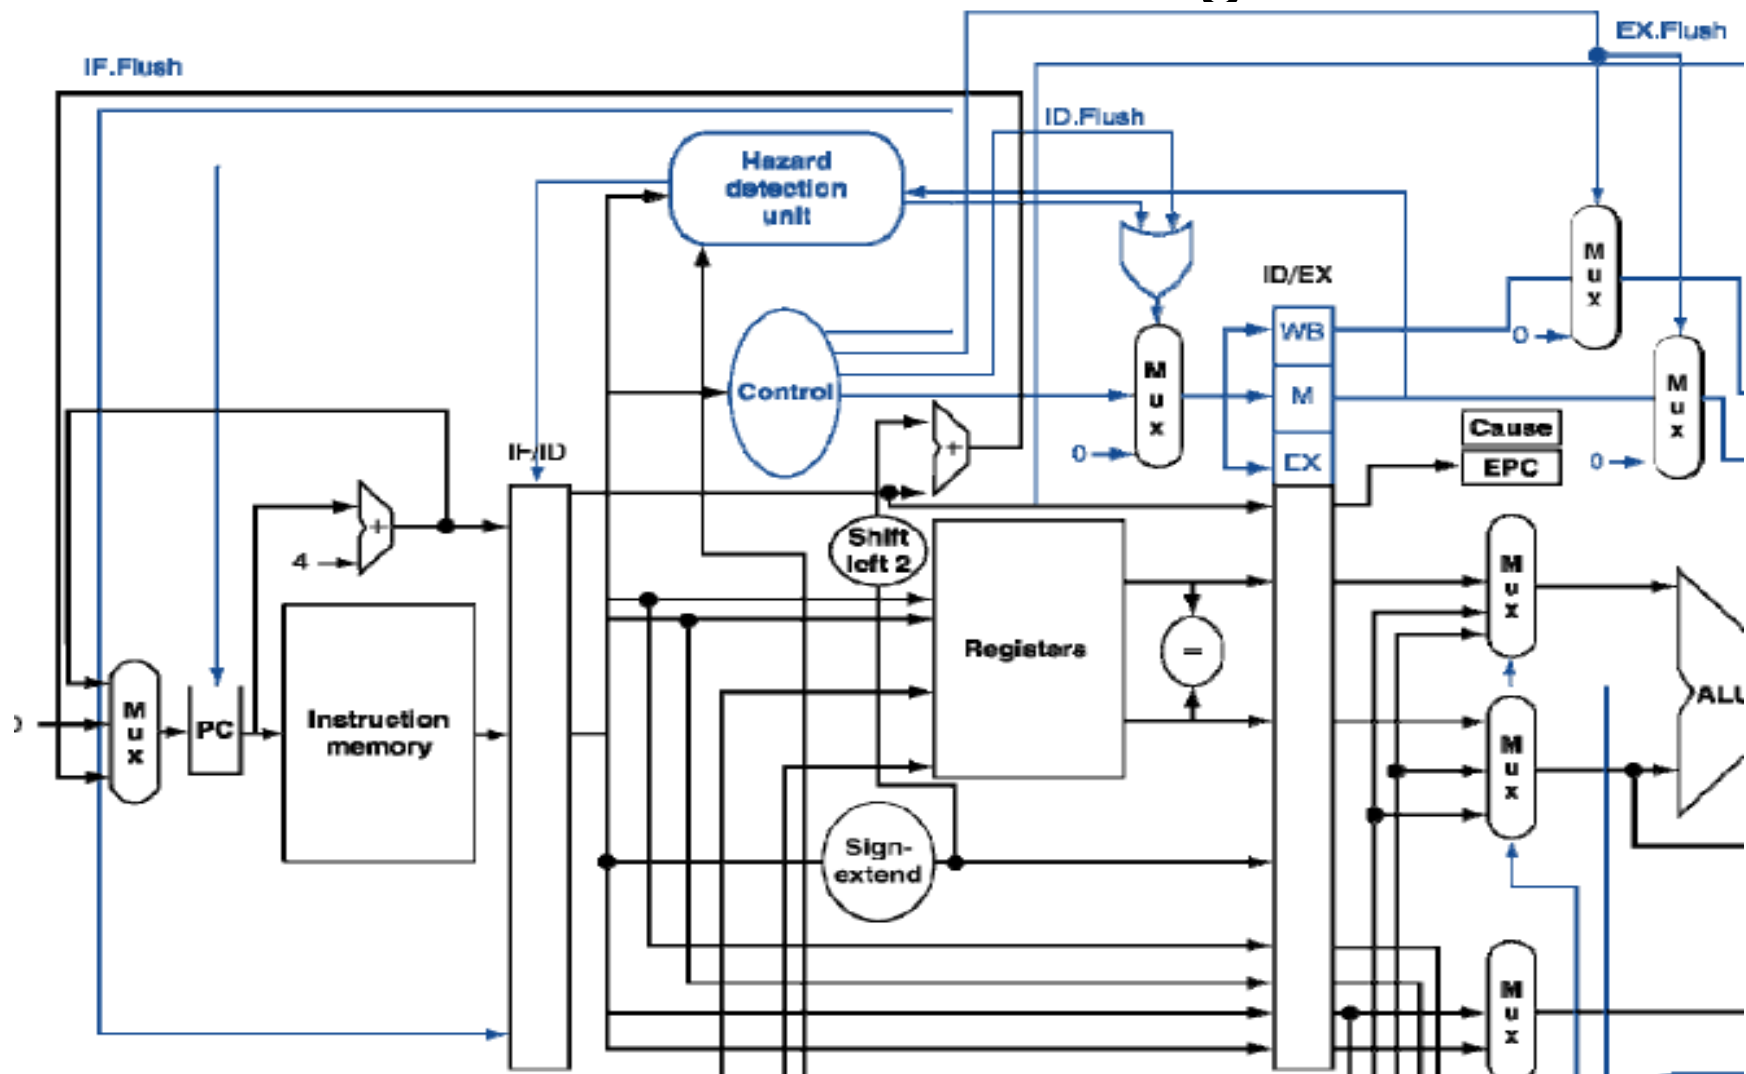 EX.Flush
IF.Flush
ID.Flush
Hazard
detection
unit
ID/EX
M
u
x
WB
0
M
u
x
M
Control
M
u
x
0
Cause
EX
EPC
0
IF/ID
4
+
+
Shift
left 2
M
u
x
Registers
=
ALU
M
u
x
PC
Instruction
memory
M
u
x
Sign-
extend
M
u
x